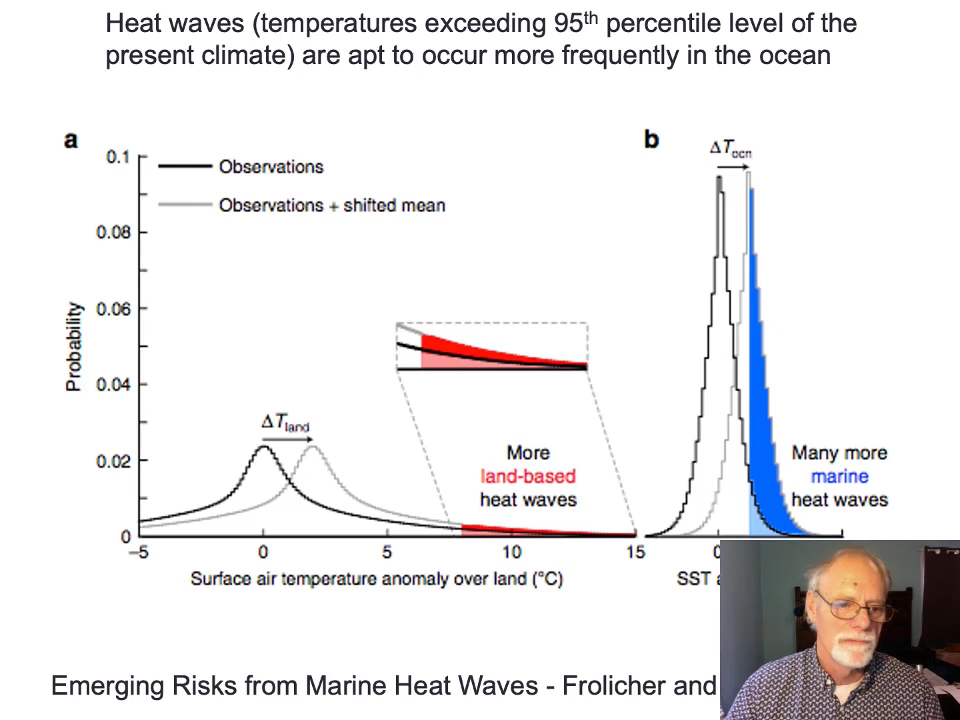 Heat waves (temperatures exceeding 95th percentile level of the
present climate) are apt to occur more frequently in the ocean
a
b
ΔTocn
0.1
Observations
Observations + shifted mean
0.08
0.06
Probability
0.04
ΔTland
0.02
More
land-based
heat waves
Many more
marine
heat waves
0
–5
0
5
10
15
0
Surface air temperature anomaly over land (°C)
SST
Emerging Risks from Marine Heat Waves - Frolicher and